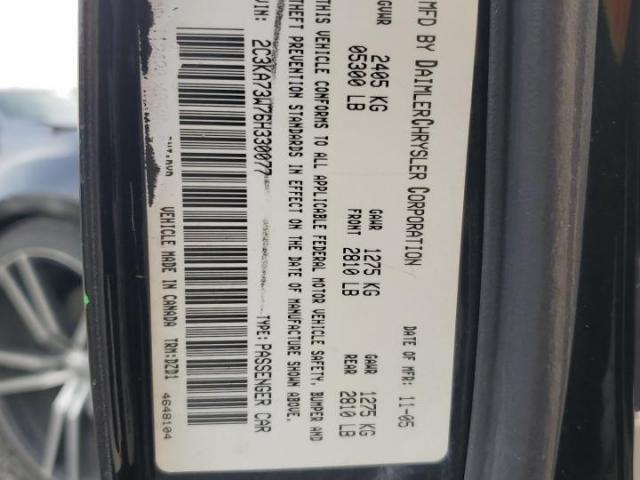 MFD BY DAIMLERCHRYSLER CORPORATION
DATE OF MFR: 11-05
GVWR 2405 KG
05300 LB
GAWR 1275 KG
FRONT 2810 LB
GAWR 1275 KG
REAR 2810 LB
THIS VEHICLE CONFORMS TO ALL APPLICABLE FEDERAL MOTOR VEHICLE SAFETY, BUMPER AND
THEFT PREVENTION STANDARDS IN EFFECT ON THE DATE OF MANUFACTURE SHOWN ABOVE.
VIN: 2C3KA73W76H330077
TYPE: PASSENGER CAR
VEHICLE MADE IN CANADA TRM:DZD1
4648104